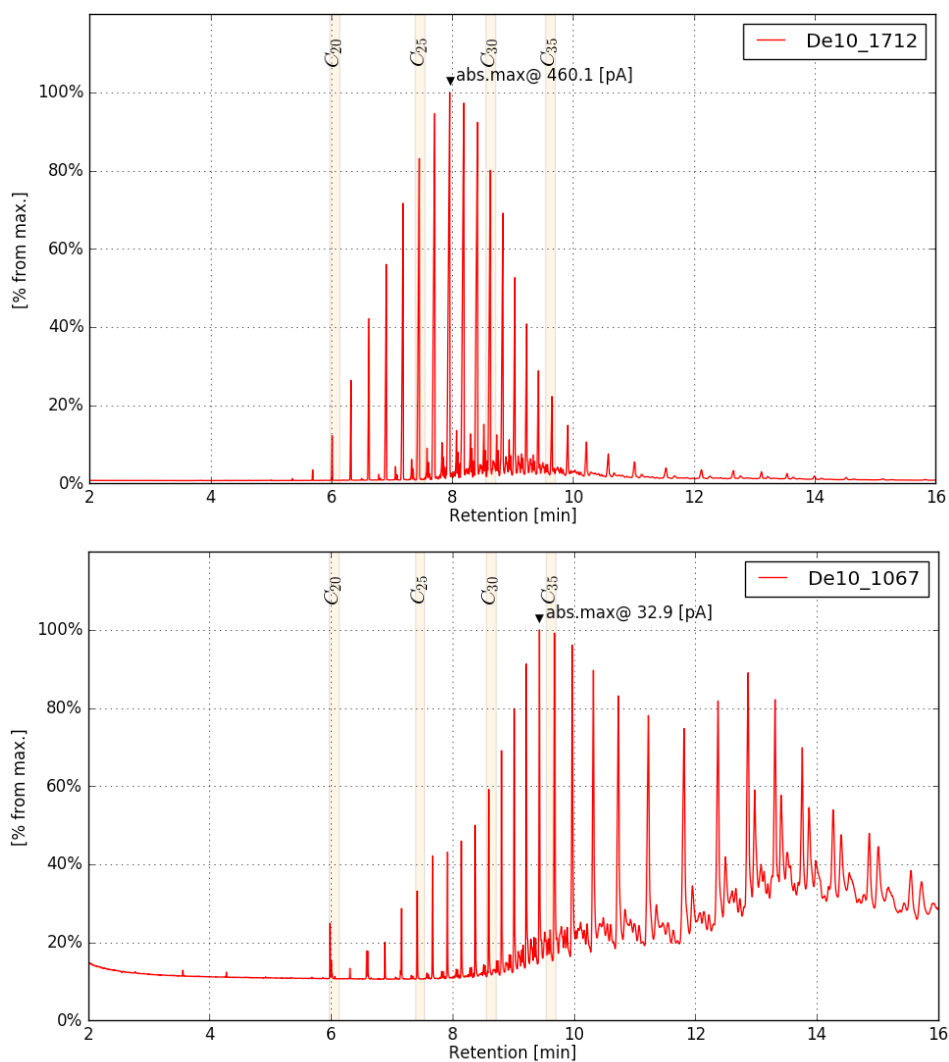 C20 C25 C30 C35
De10_1712
abs.max@ 460.1 [pA]
100%
80%
60%
40%
20%
0%
[% from max.]
2 4 6 8 10 12 14 16
Retention [min]
C20 C25 C30 C35
De10_1067
abs.max@ 32.9 [pA]
100%
80%
60%
40%
20%
0%
[% from max.]
2 4 6 8 10 12 14 16
Retention [min]